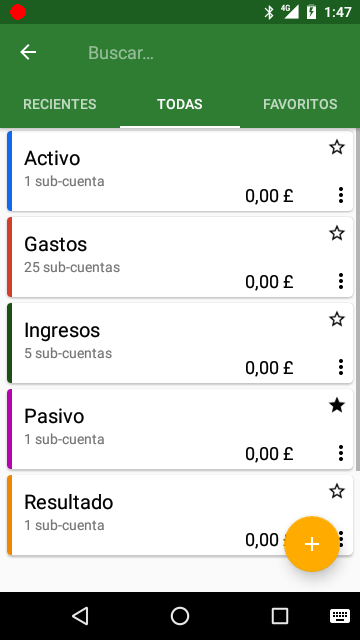 4G 1:47
Buscar...
RECIENTES TODAS FAVORITOS
Activo
1 sub-cuenta
0,00 £
Gastos
25 sub-cuentas
0,00 £
Ingresos
5 sub-cuentas
0,00 £
Pasivo
1 sub-cuenta
0,00 £
Resultado
1 sub-cuenta
0,00